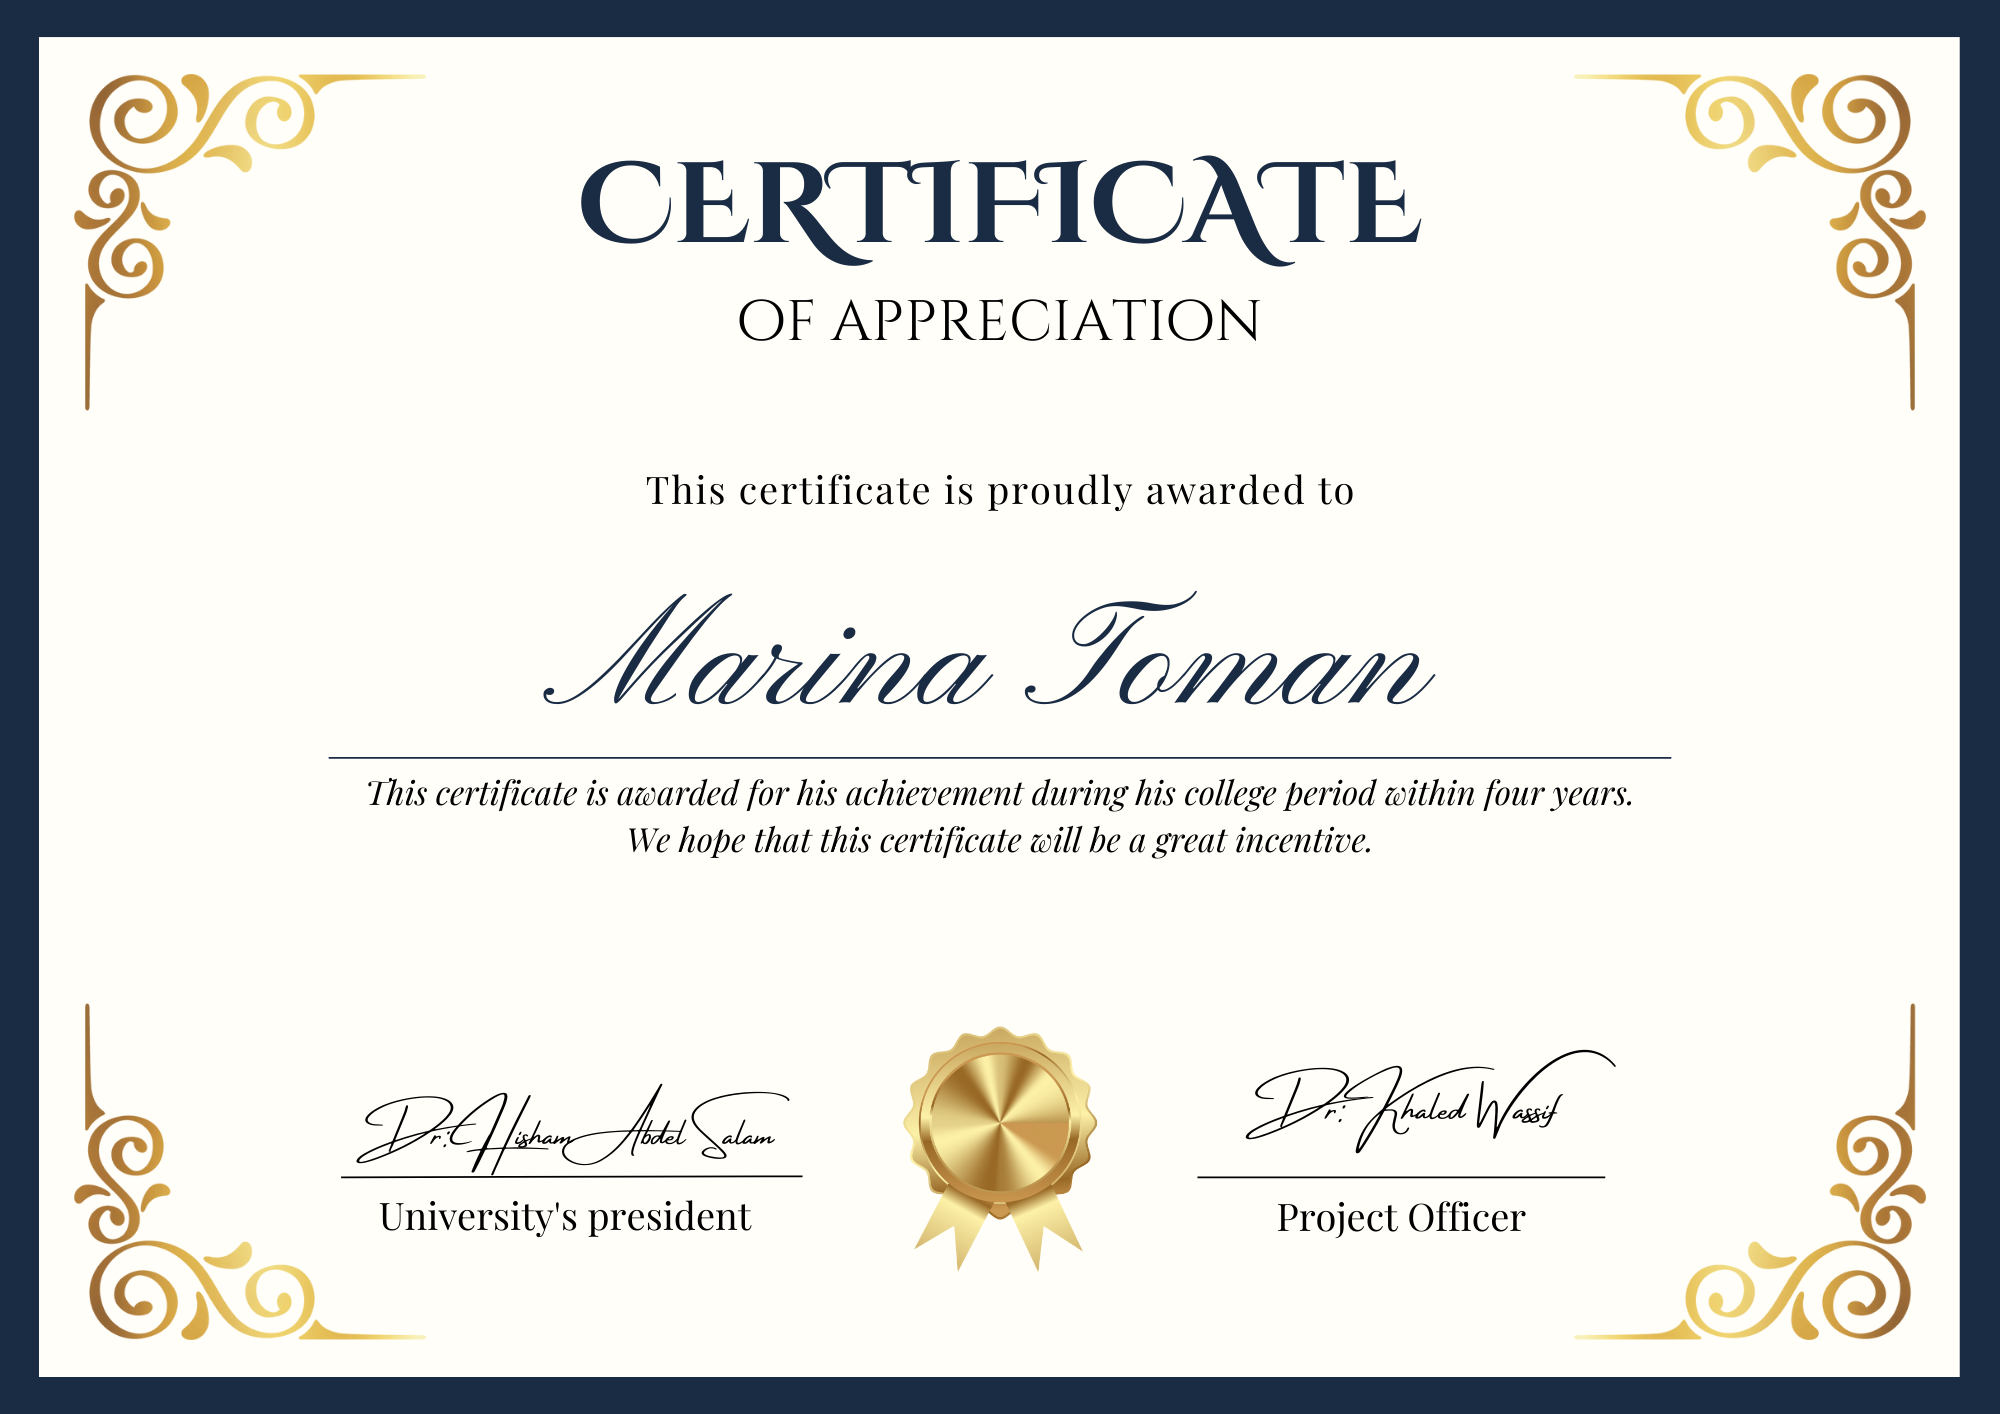 CERTIFICATE
OF APPRECIATION
This certificate is proudly awarded to
Marina Toman
This certificate is awarded for his achievement during his college period within four years.
We hope that this certificate will be a great incentive.
Dr: Hisham Abdel Salam
Dr: Khaled Wassif
University's president
Project Officer